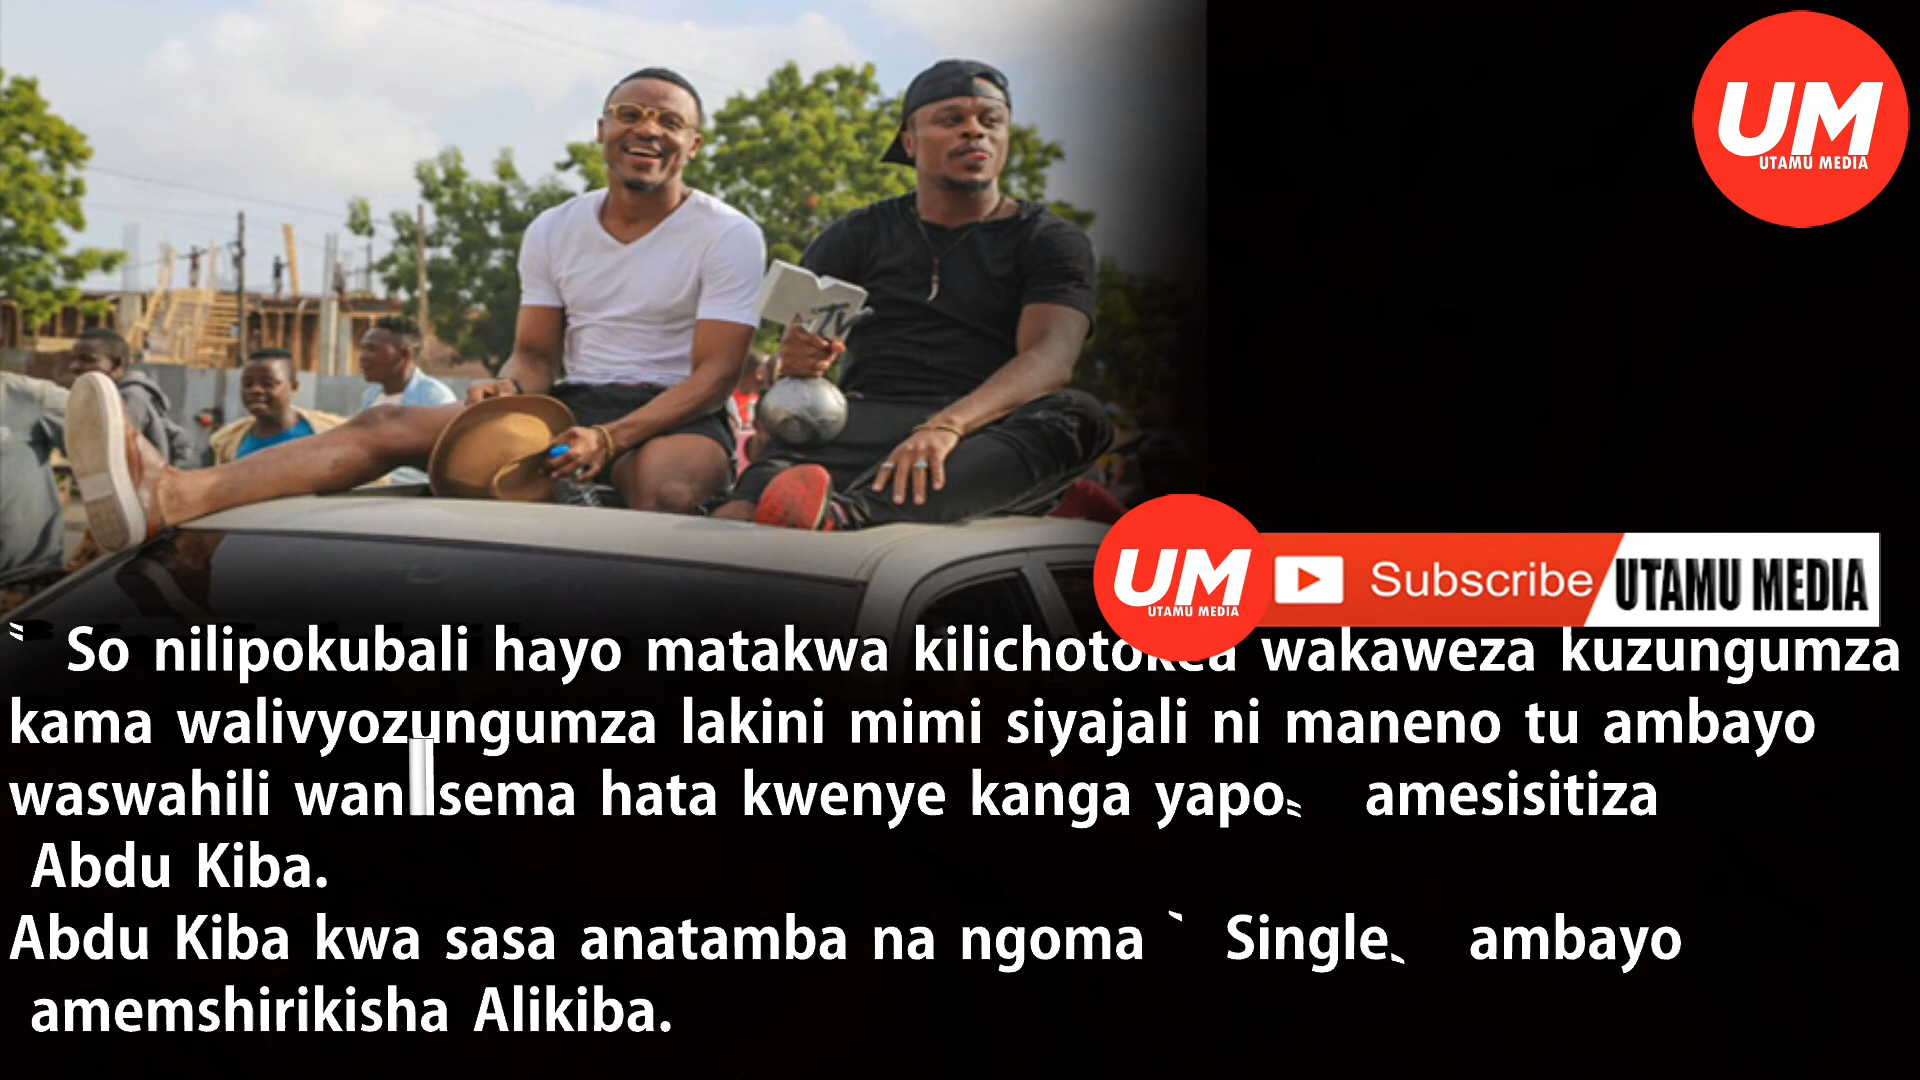 UM
UTAMU MEDIA
UM
UTAMU MEDIA
Subscribe
UTAMU MEDIA
" So nilipokubali hayo matakwa kilichotokea wakaweza kuzungumza
kama walivyozungumza lakini mimi siyajali ni maneno tu ambayo
waswahili wan sema hata kwenye kanga yapo" amesisitiza
Abdu Kiba.
Abdu Kiba kwa sasa anatamba na ngoma ' Single' ambayo
amemshirikisha Alikiba.